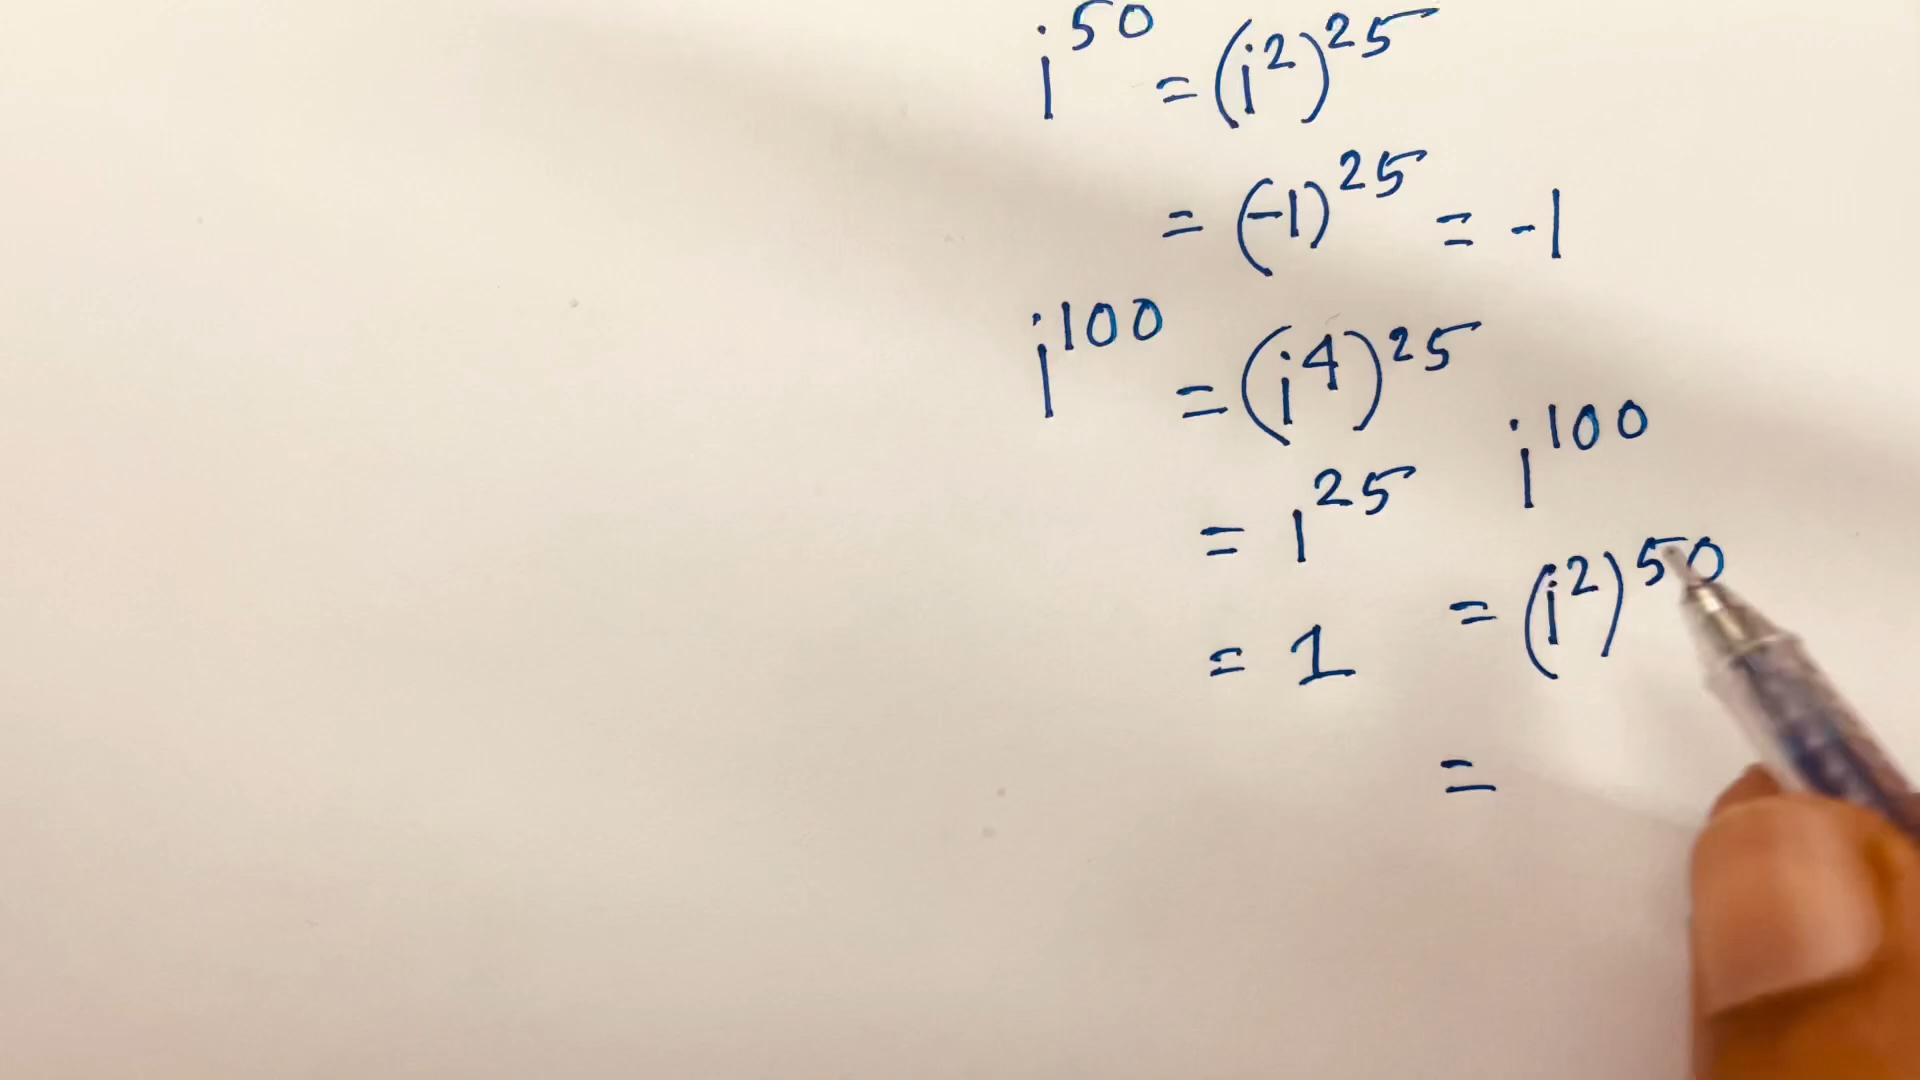 i^50 = (i^2)^25
= (-1)^25 = -1
i^100 = (i^4)^25
= 1^25
= 1
i^100
= (i^2)^50
=